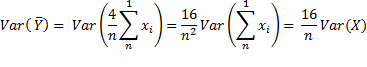 Var(Ȳ) = Var(4/n ∑_n^1 x_i) = 16/n² Var(∑_n^1 x_i) = 16/n Var(X)